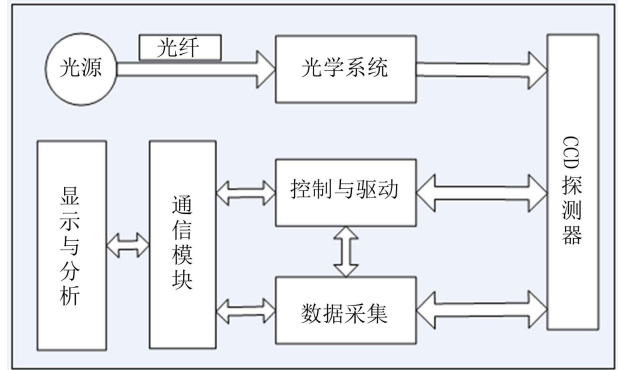 光纤
光源
光学系统
CCD探测器
控制与驱动
显示与分析
通信模块
数据采集